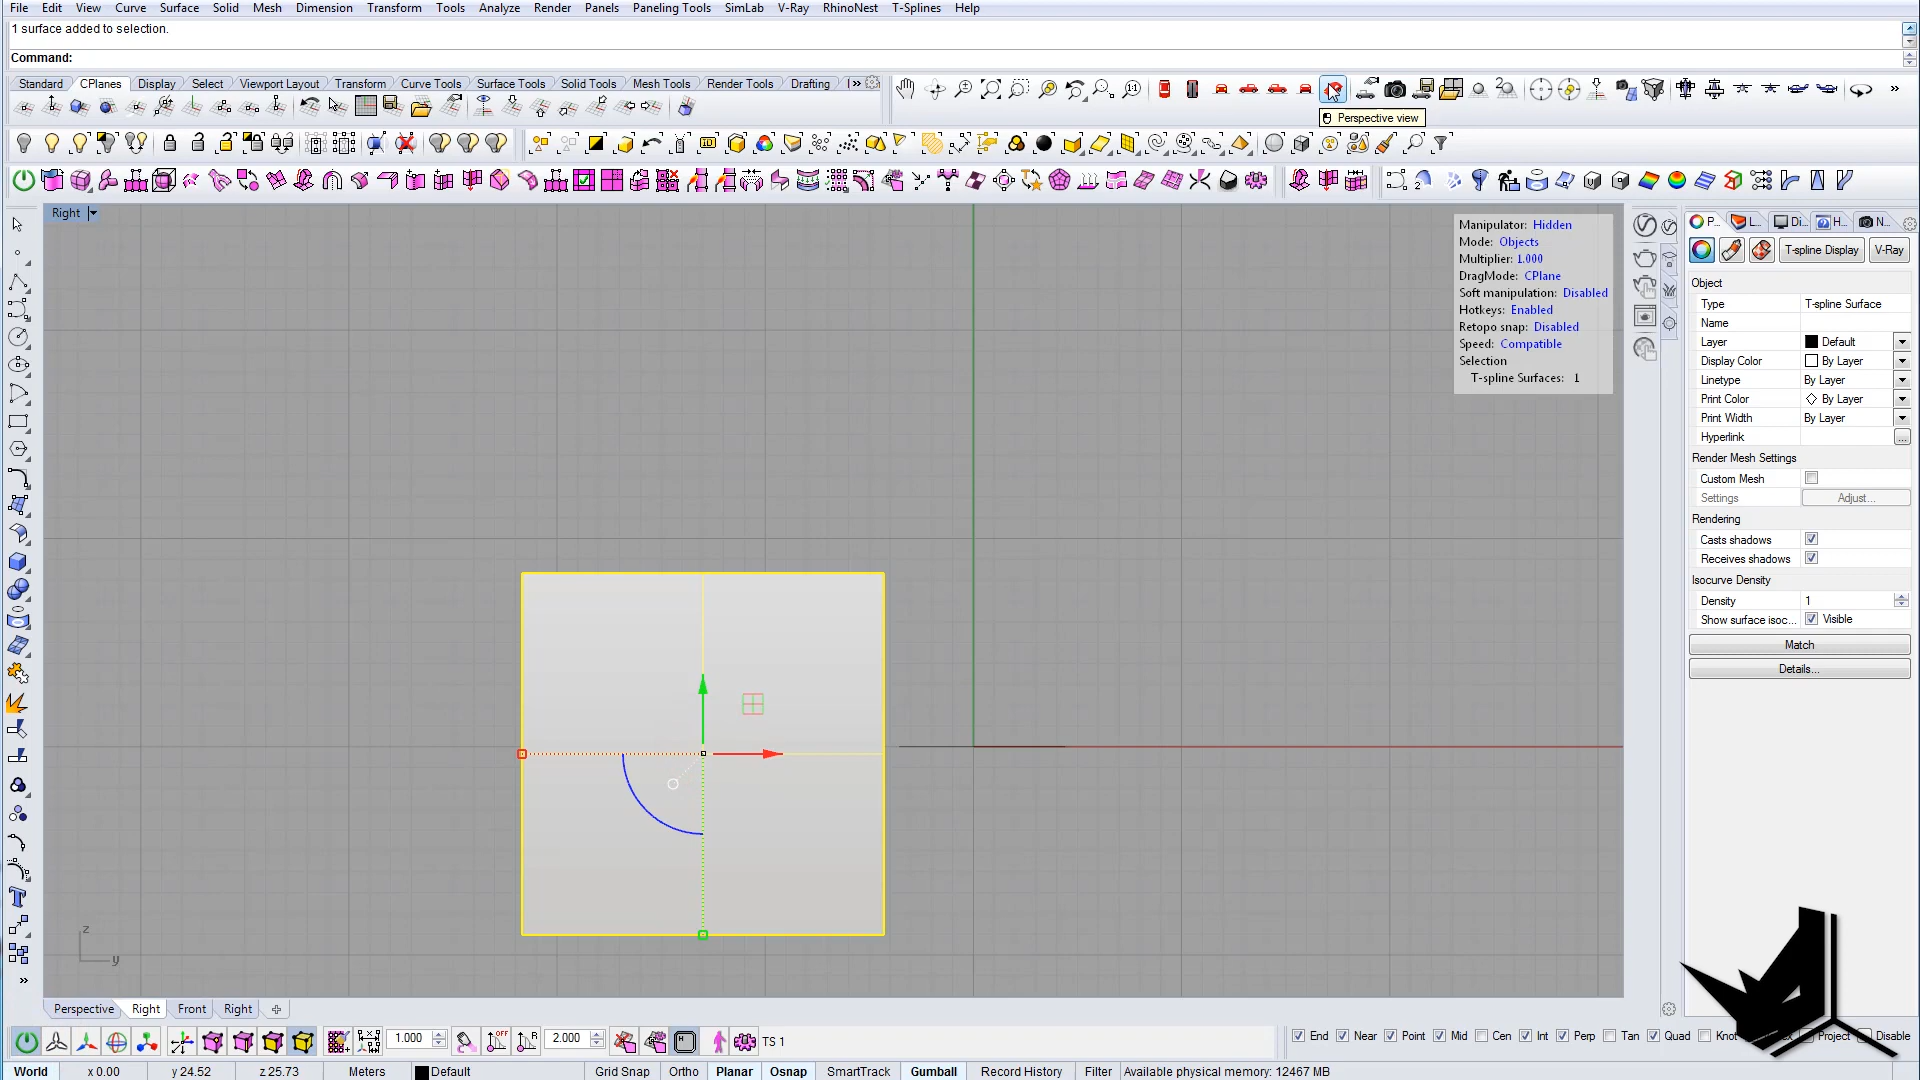 File Edit View Curve Surface Solid Mesh Dimension Transform Tools Analyze Render Panels Paneling Tools SimLab V-Ray RhinoNest T-Splines Help
1 surface added to selection.
Command:
Standard CPlanes Display Select Viewport Layout Transform Curve Tools Surface Tools Solid Tools Mesh Tools Render Tools Drafting
Perspective view
Right
Manipulator: Hidden
Mode: Objects
Multiplier: 1.000
DragMode: CPlane
Soft manipulation: Disabled
Hotkeys: Enabled
Retopo snap: Disabled
Speed: Compatible
Selection
T-spline Surfaces: 1
P... L... Di... H... N...
T-spline Display V-Ray
Object
Type T-spline Surface
Name
Layer Default
Display Color By Layer
Linetype By Layer
Print Color By Layer
Print Width By Layer
Hyperlink ...
Render Mesh Settings
Custom Mesh
Settings Adjust...
Rendering
Casts shadows
Receives shadows
Isocurve Density
Density 1
Show surface isoc... Visible
Match
Details...
z
y
Perspective Right Front Right
1.000 OFF R 2.000 H TS 1
End Near Point Mid Cen Int Perp Tan Quad Knot Project Disable
World x 0.00 y 24.52 z 25.73 Meters Default Grid Snap Ortho Planar Osnap SmartTrack Gumball Record History Filter Available physical memory: 12467 MB